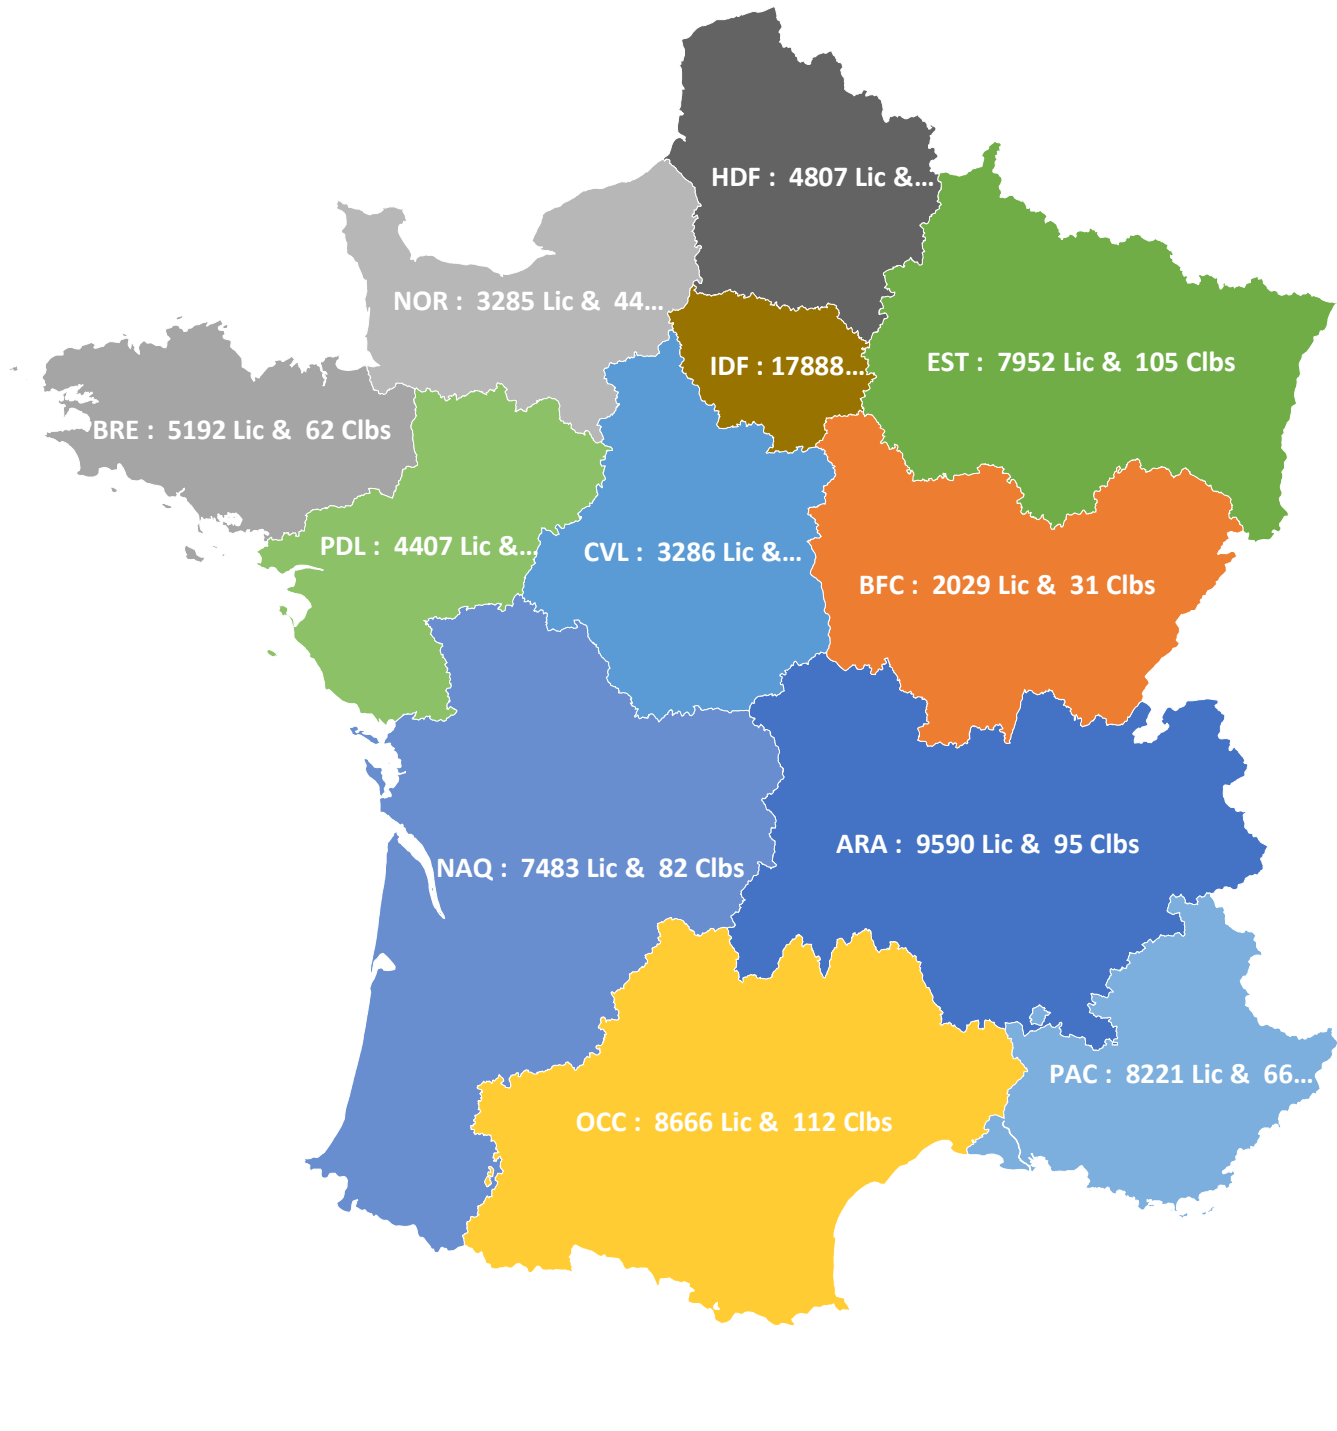 HDF : 4807 Lic &...
NOR : 3285 Lic & 44...
IDF : 17888...
EST : 7952 Lic & 105 Clbs
BRE : 5192 Lic & 62 Clbs
PDL : 4407 Lic &...
CVL : 3286 Lic &...
BFC : 2029 Lic & 31 Clbs
ARA : 9590 Lic & 95 Clbs
NAQ : 7483 Lic & 82 Clbs
PAC : 8221 Lic & 66...
OCC : 8666 Lic & 112 Clbs